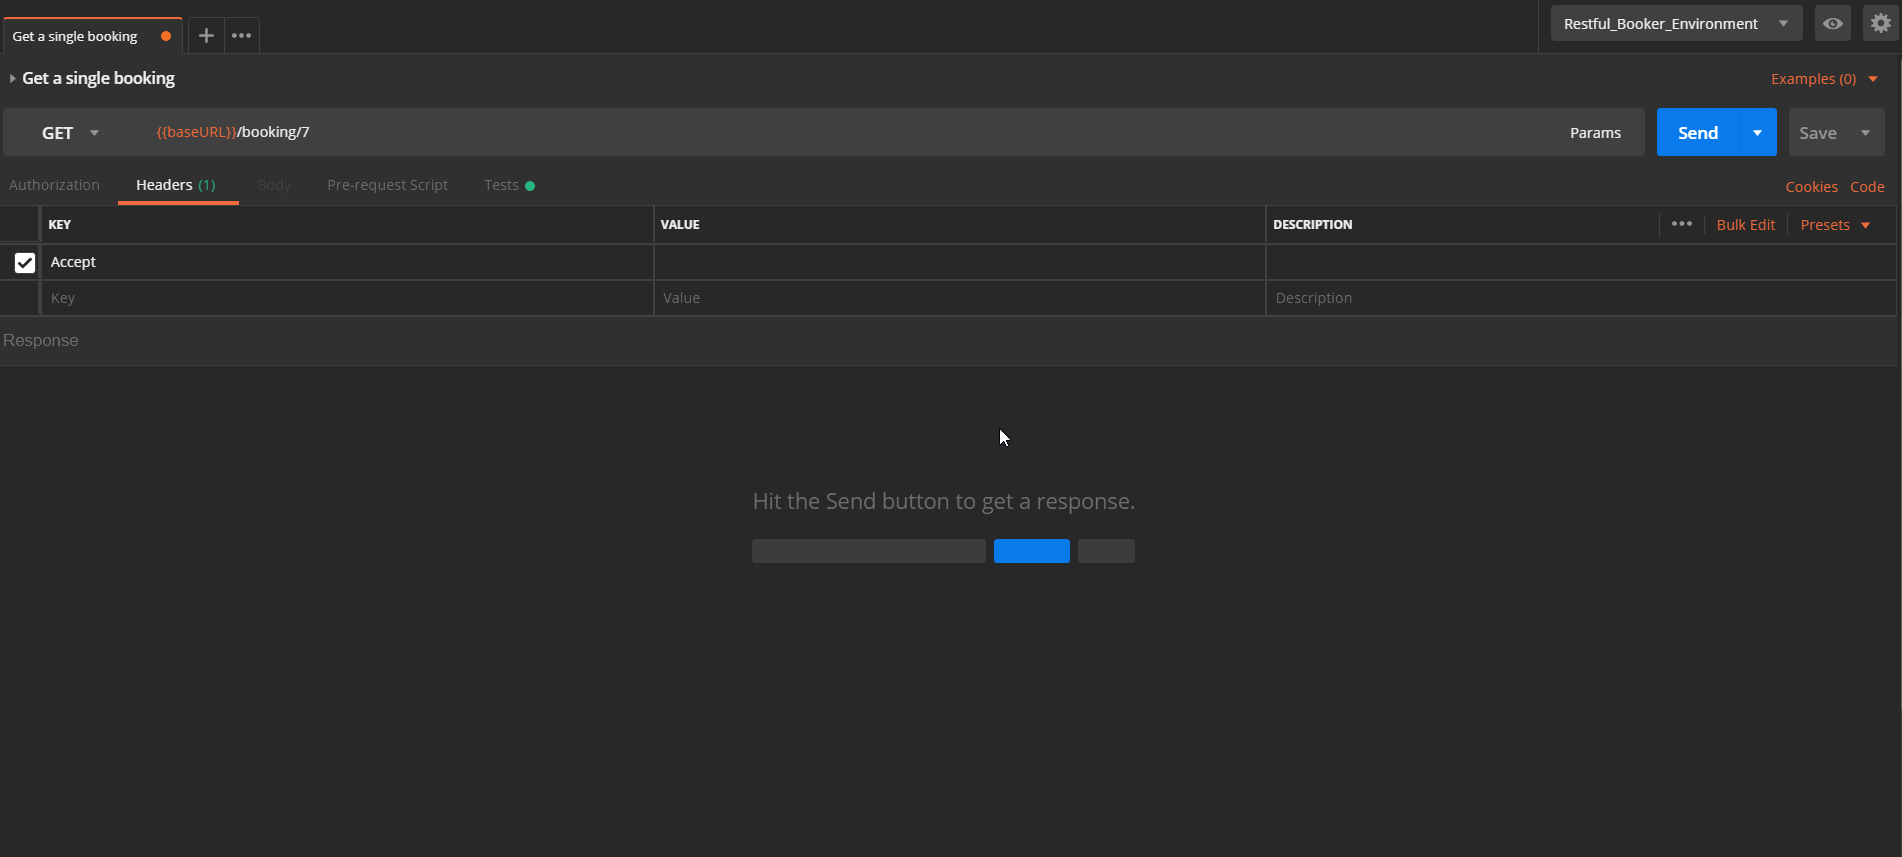 Get a single booking
Restful_Booker_Environment
Get a single booking
Examples (0)
GET {{baseURL}}/booking/7 Params Send Save
Authorization Headers (1) Body Pre-request Script Tests Cookies Code
KEY VALUE DESCRIPTION Bulk Edit Presets
Accept
Key Value Description
Response
Hit the Send button to get a response.